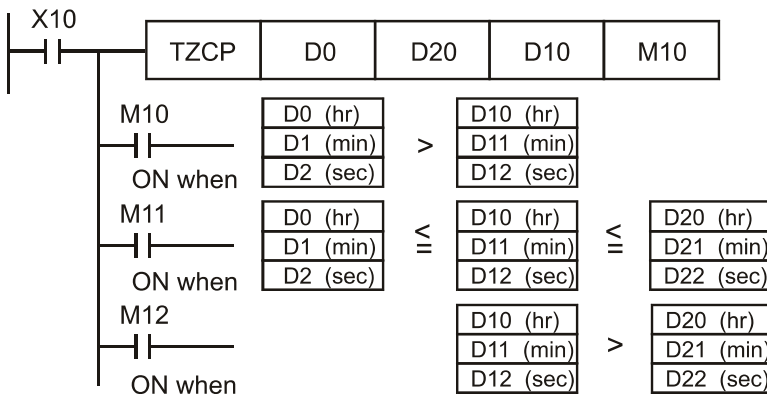 X10
TZCP D0 D20 D10 M10
M10
D0 (hr) D10 (hr)
D1 (min) > D11 (min)
D2 (sec) D12 (sec)
ON when
M11
D0 (hr) D10 (hr) D20 (hr)
D1 (min) ≦ D11 (min) ≦ D21 (min)
D2 (sec) D12 (sec) D22 (sec)
ON when
M12
D10 (hr) D20 (hr)
D11 (min) > D21 (min)
D12 (sec) D22 (sec)
ON when